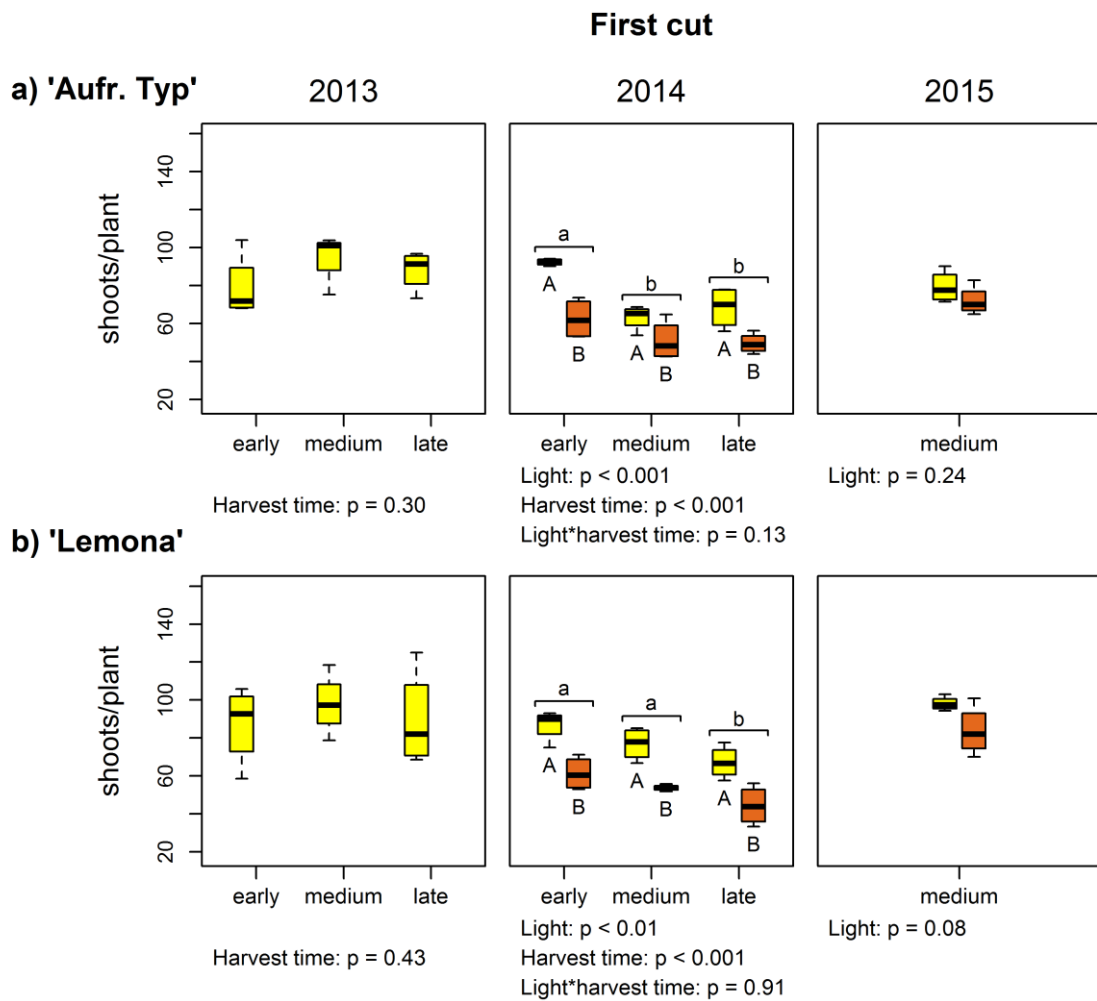 First cut
a) 'Aufr. Typ' 2013 2014 2015
shoots/plant
20 60 100 140
a
b
b
A
B
A
B
A
B
early medium late
early medium late
medium
Harvest time: p = 0.30
Light: p < 0.001
Harvest time: p < 0.001
Light*harvest time: p = 0.13
Light: p = 0.24
b) 'Lemona'
shoots/plant
20 60 100 140
a
a
b
A
B
A
B
A
B
early medium late
early medium late
medium
Harvest time: p = 0.43
Light: p < 0.01
Harvest time: p < 0.001
Light*harvest time: p = 0.91
Light: p = 0.08